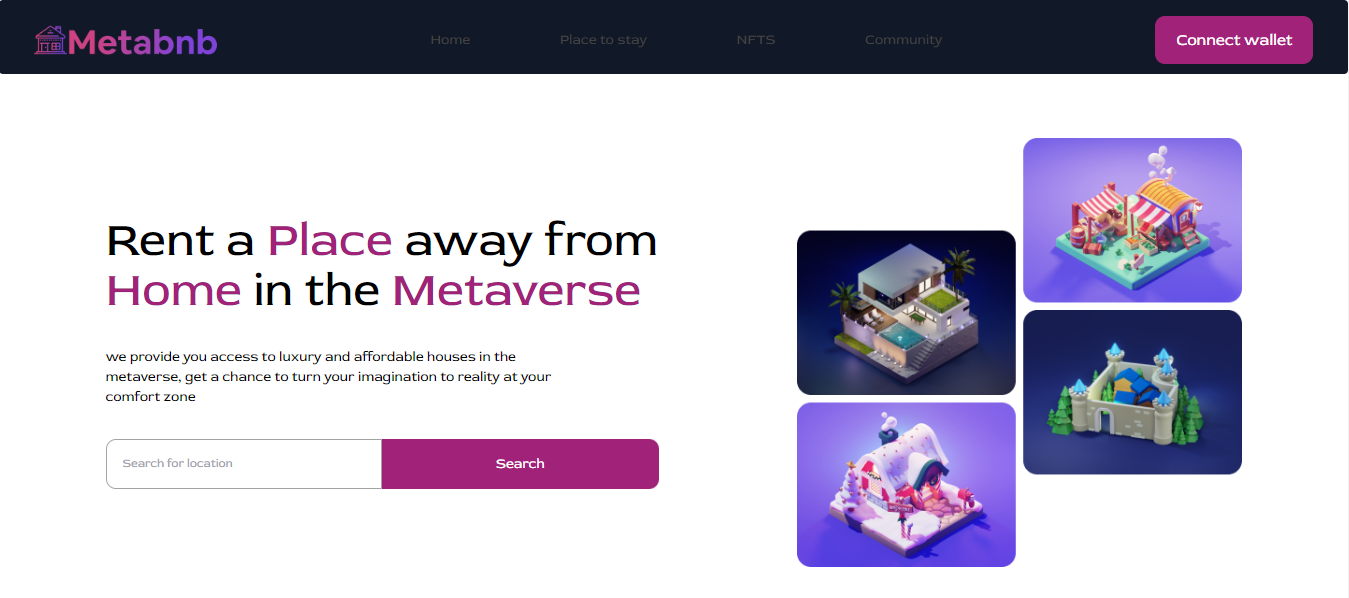 Metabnb
Home
Place to stay
NFTS
Community
Connect wallet
Rent a Place away from
Home in the Metaverse
we provide you access to luxury and affordable houses in the
metaverse, get a chance to turn your imagination to reality at your
comfort zone
Search for location
Search